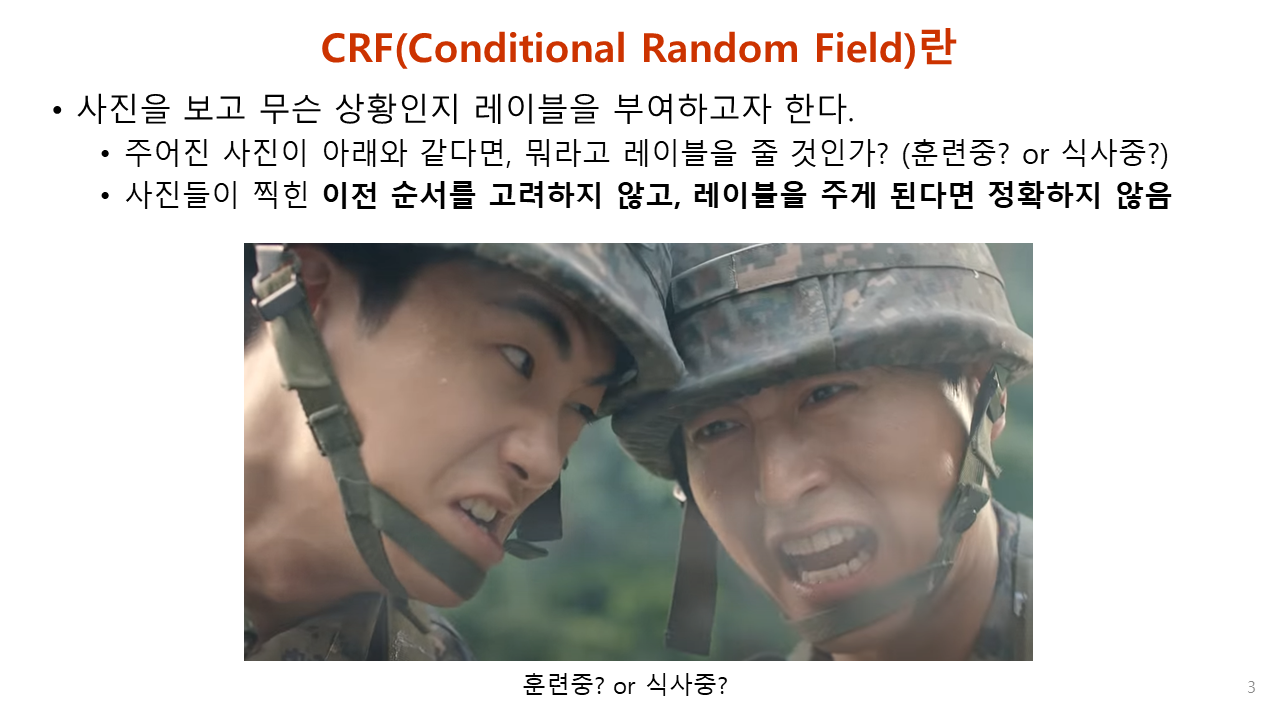 CRF(Conditional Random Field)란
• 사진을 보고 무슨 상황인지 레이블을 부여하고자 한다.
• 주어진 사진이 아래와 같다면, 뭐라고 레이블을 줄 것인가? (훈련중? or 식사중?)
• 사진들이 찍힌 이전 순서를 고려하지 않고, 레이블을 주게 된다면 정확하지 않음
훈련중? or 식사중?
3